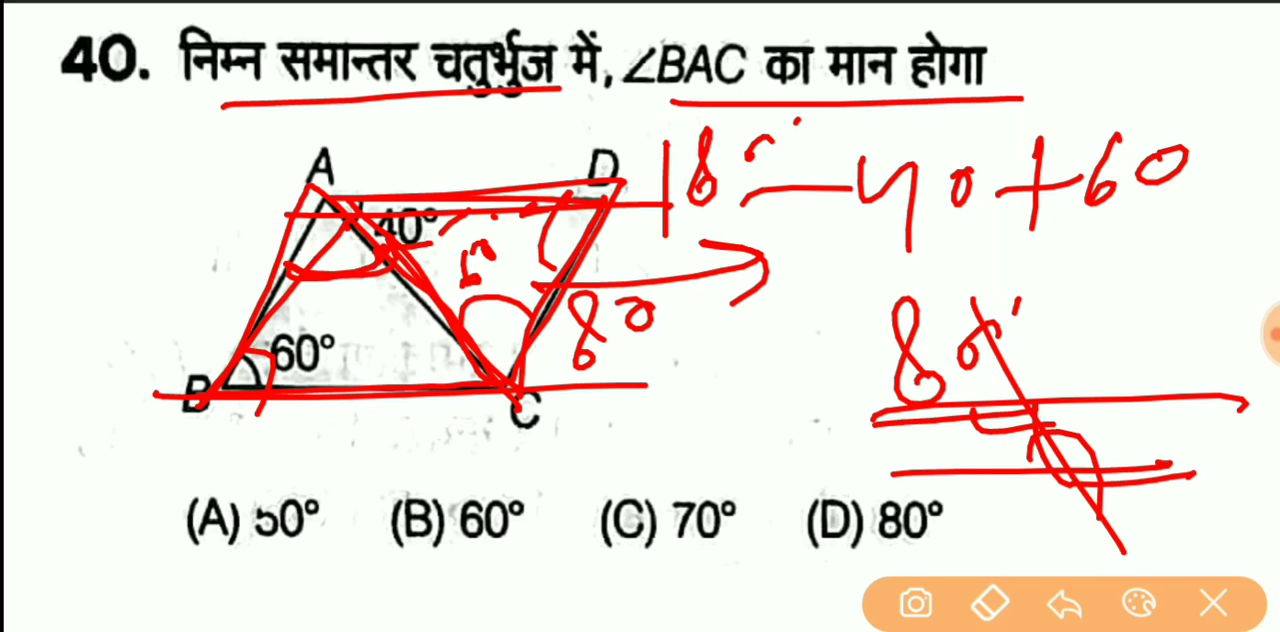 40. निम्न समान्तर चतुर्भुज में, ∠BAC का मान होगा
A D 180 - 40 + 60
40°
60° 80
80°
B C
(A) 50° (B) 60° (C) 70° (D) 80°